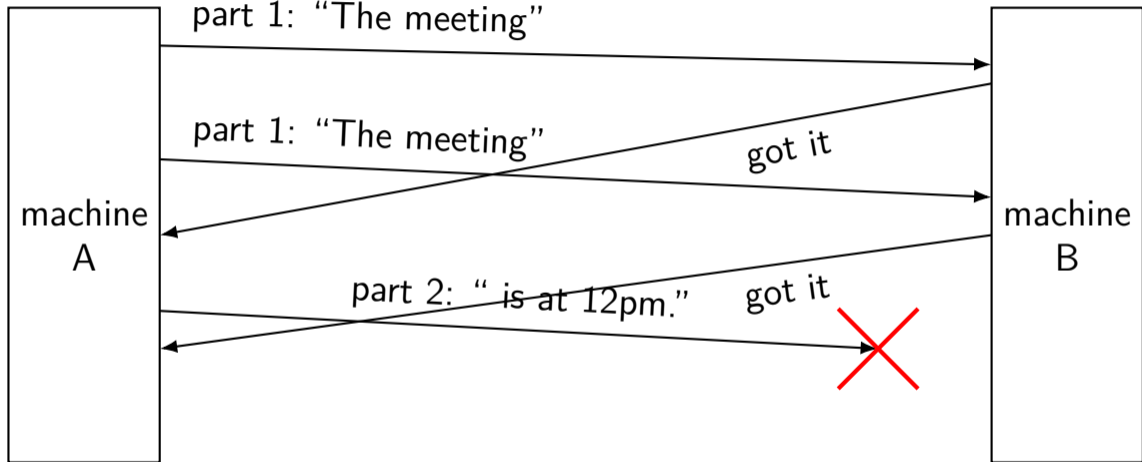 part 1: “The meeting”
part 1: “The meeting”
got it
machine
A
machine
B
part 2: “ is at 12pm.”
got it